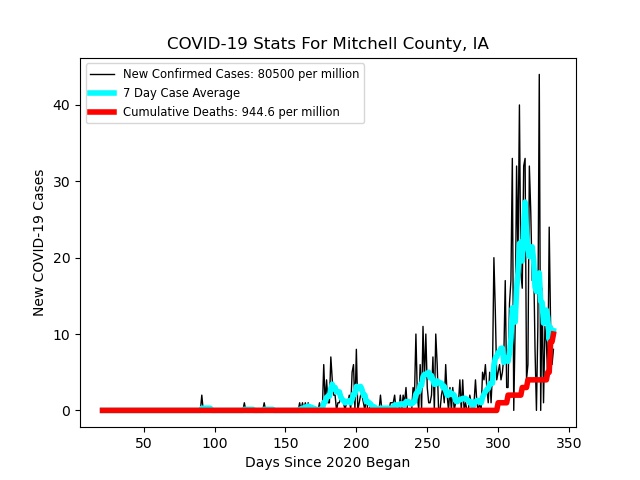 COVID-19 Stats For Mitchell County, IA
New Confirmed Cases: 80500 per million
7 Day Case Average
Cumulative Deaths: 944.6 per million
New COVID-19 Cases
40
30
20
10
0
50 100 150 200 250 300 350
Days Since 2020 Began